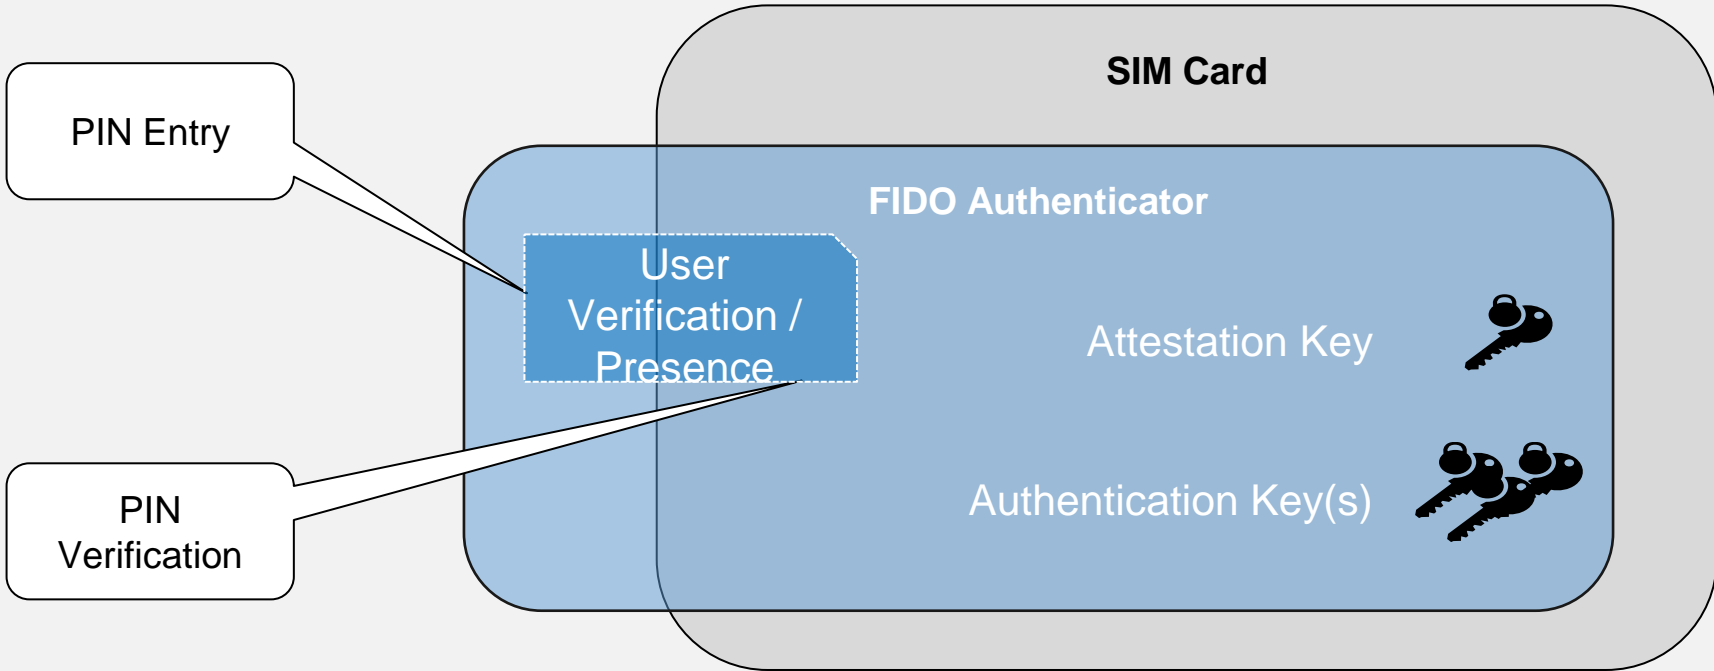 SIM Card
PIN Entry
FIDO Authenticator
User
Verification /
Presence
Attestation Key
Authentication Key(s)
PIN
Verification